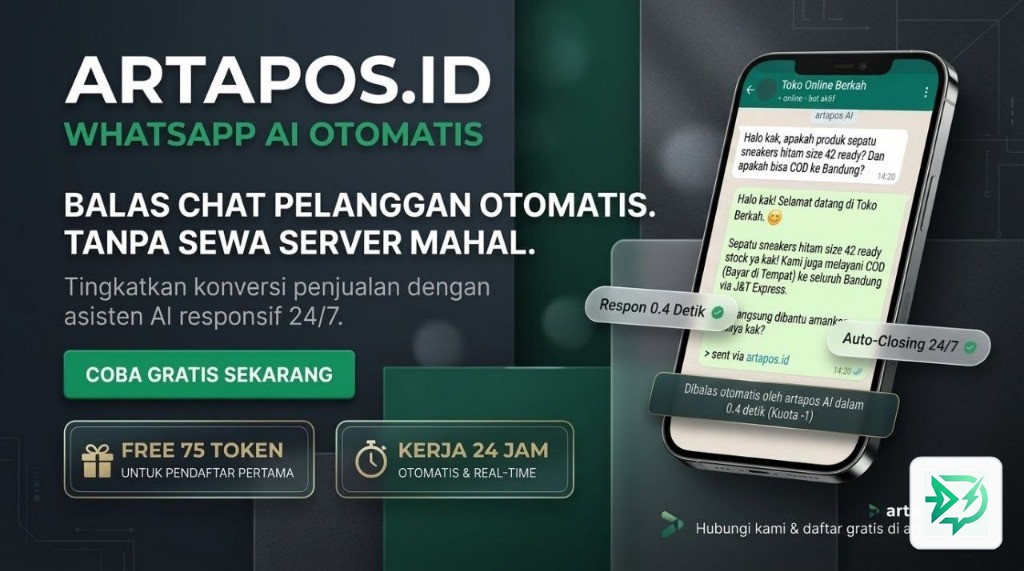 ARTAPOS.ID
WHATSAPP AI OTOMATIS
BALAS CHAT PELANGGAN OTOMATIS.
TANPA SEWA SERVER MAHAL.
Tingkatkan konversi penjualan dengan
asisten AI responsif 24/7.
COBA GRATIS SEKARANG
FREE 75 TOKEN
UNTUK PENDAFTAR PERTAMA
KERJA 24 JAM
OTOMATIS & REAL-TIME
Toko Online Berkah
• online - bot aktif
artapos AI
Halo kak, apakah produk sepatu
sneakers hitam size 42 ready? Dan
apakah bisa COD ke Bandung?
14:20
Halo kak! Selamat datang di Toko
Berkah. 😊
Sepatu sneakers hitam size 42 ready
stock ya kak! Kami juga melayani COD
(Bayar di Tempat) ke seluruh Bandung
via J&T Express.
dibantu
kak?
> sent via artapos.id
14:20
Respon 0.4 Detik
Auto-Closing 24/7
Dibalas otomatis oleh artapos AI dalam
0.4 detik (Kuota -1)
Hubungi kami & daftar gratis di